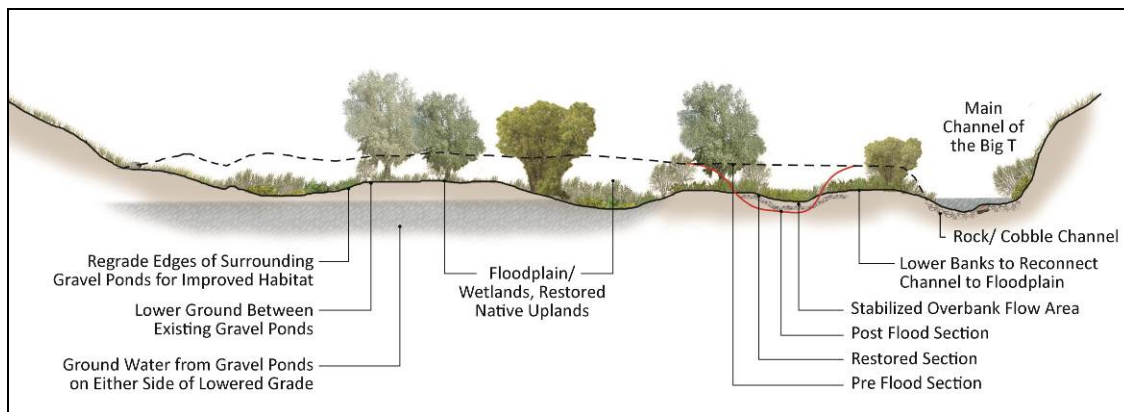 Main
Channel of
the Big T
Regrade Edges of Surrounding
Gravel Ponds for Improved Habitat
Lower Ground Between
Existing Gravel Ponds
Ground Water from Gravel Ponds
on Either Side of Lowered Grade
Floodplain/
Wetlands, Restored
Native Uplands
Rock/ Cobble Channel
Lower Banks to Reconnect
Channel to Floodplain
Stabilized Overbank Flow Area
Post Flood Section
Restored Section
Pre Flood Section